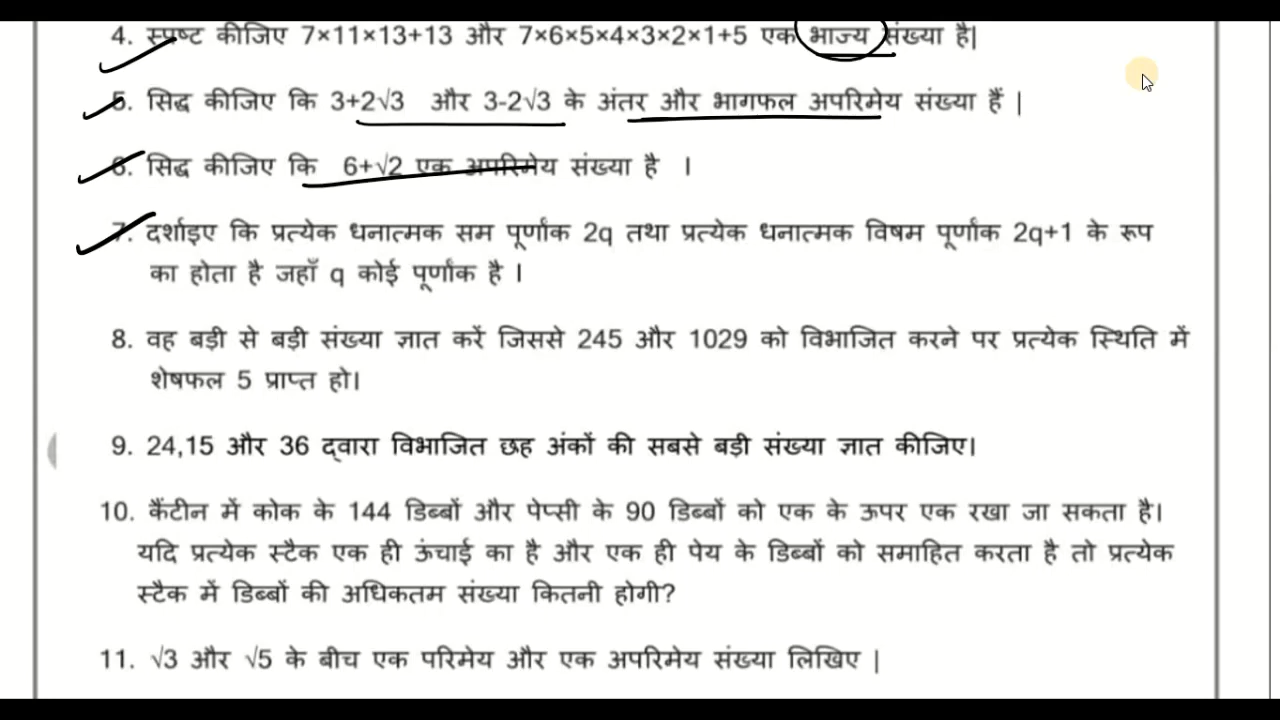 4. स्पष्ट कीजिए 7×11×13+13 और 7×6×5×4×3×2×1+5 एक भाज्य संख्या है|
5. सिद्ध कीजिए कि 3+2√3 और 3-2√3 के अंतर और भागफल अपरिमेय संख्या हैं |
6. सिद्ध कीजिए कि 6+√2 एक अपरिमेय संख्या है ।
7. दर्शाइए कि प्रत्येक धनात्मक सम पूर्णांक 2q तथा प्रत्येक धनात्मक विषम पूर्णांक 2q+1 के रूप
का होता है जहाँ q कोई पूर्णांक है ।
8. वह बड़ी से बड़ी संख्या ज्ञात करें जिससे 245 और 1029 को विभाजित करने पर प्रत्येक स्थिति में
शेषफल 5 प्राप्त हो।
9. 24,15 और 36 द्वारा विभाजित छह अंकों की सबसे बड़ी संख्या ज्ञात कीजिए।
10. कैंटीन में कोक के 144 डिब्बों और पेप्सी के 90 डिब्बों को एक के ऊपर एक रखा जा सकता है।
यदि प्रत्येक स्टैक एक ही ऊंचाई का है और एक ही पेय के डिब्बों को समाहित करता है तो प्रत्येक
स्टैक में डिब्बों की अधिकतम संख्या कितनी होगी?
11. √3 और √5 के बीच एक परिमेय और एक अपरिमेय संख्या लिखिए |